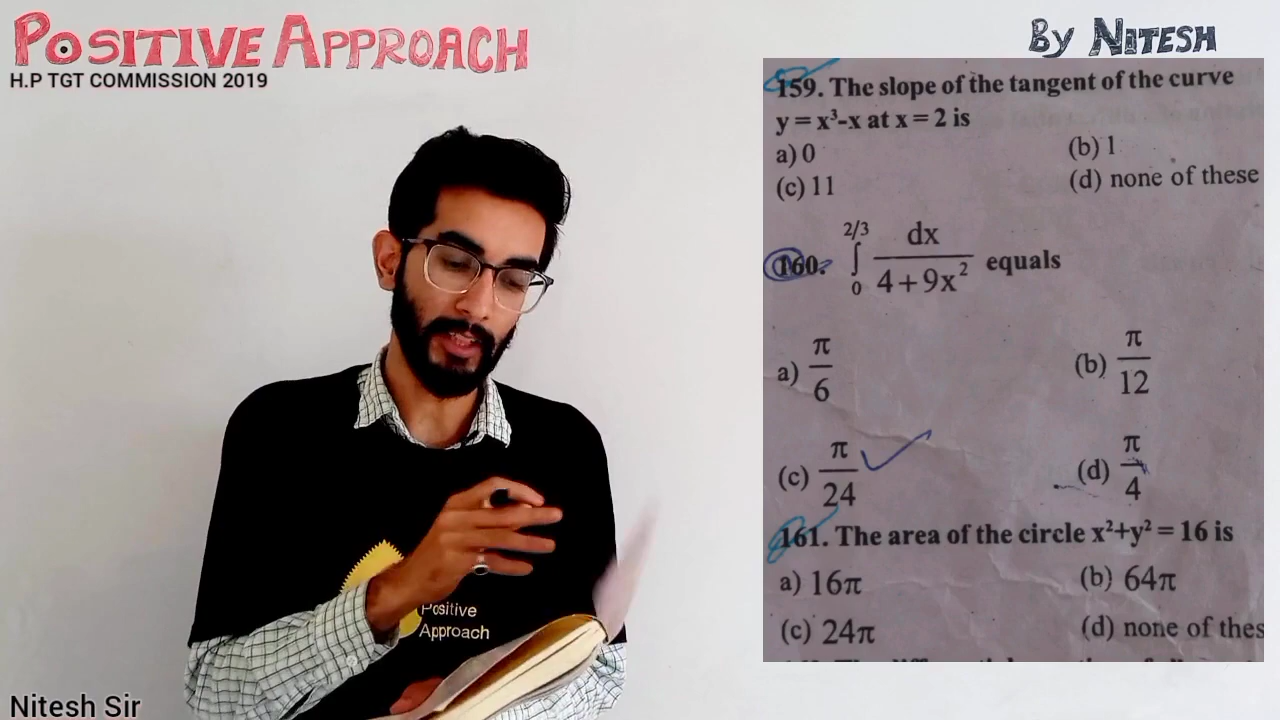 POSITIVE APPROACH
By NITESH
H.P TGT COMMISSION 2019
159. The slope of the tangent of the curve
y = x³-x at x = 2 is
a) 0 (b) 1
(c) 11 (d) none of these
160. ∫₀^2/3 dx/4+9x² equals
a) π/6 (b) π/12
(c) π/24 (d) π/4
161. The area of the circle x²+y² = 16 is
a) 16π (b) 64π
(c) 24π (d) none of thes
Positive
Approach
Nitesh Sir